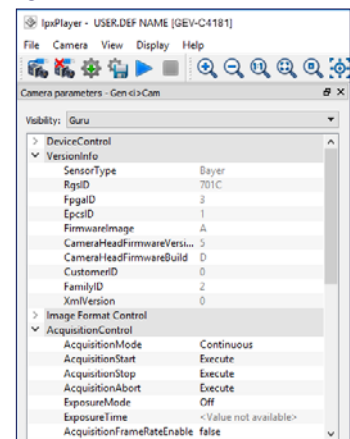 IpxPlayer - USER.DEF NAME [GEV-C4181]
File Camera View Display Help
Camera parameters - Gen<i>Cam
Visibility: Guru
DeviceControl
VersionInfo
SensorType Bayer
RgsID 701C
FpgaID 3
EpcsID 1
FirmwareImage A
CameraHeadFirmwareVersi... 5
CameraHeadFirmwareBuild D
CustomerID 0
FamilyID 2
XmlVersion 0
Image Format Control
AcquisitionControl
AcquisitionMode Continuous
AcquisitionStart Execute
AcquisitionStop Execute
AcquisitionAbort Execute
ExposureMode Off
ExposureTime <Value not available>
AcquisitionFrameRateEnable false